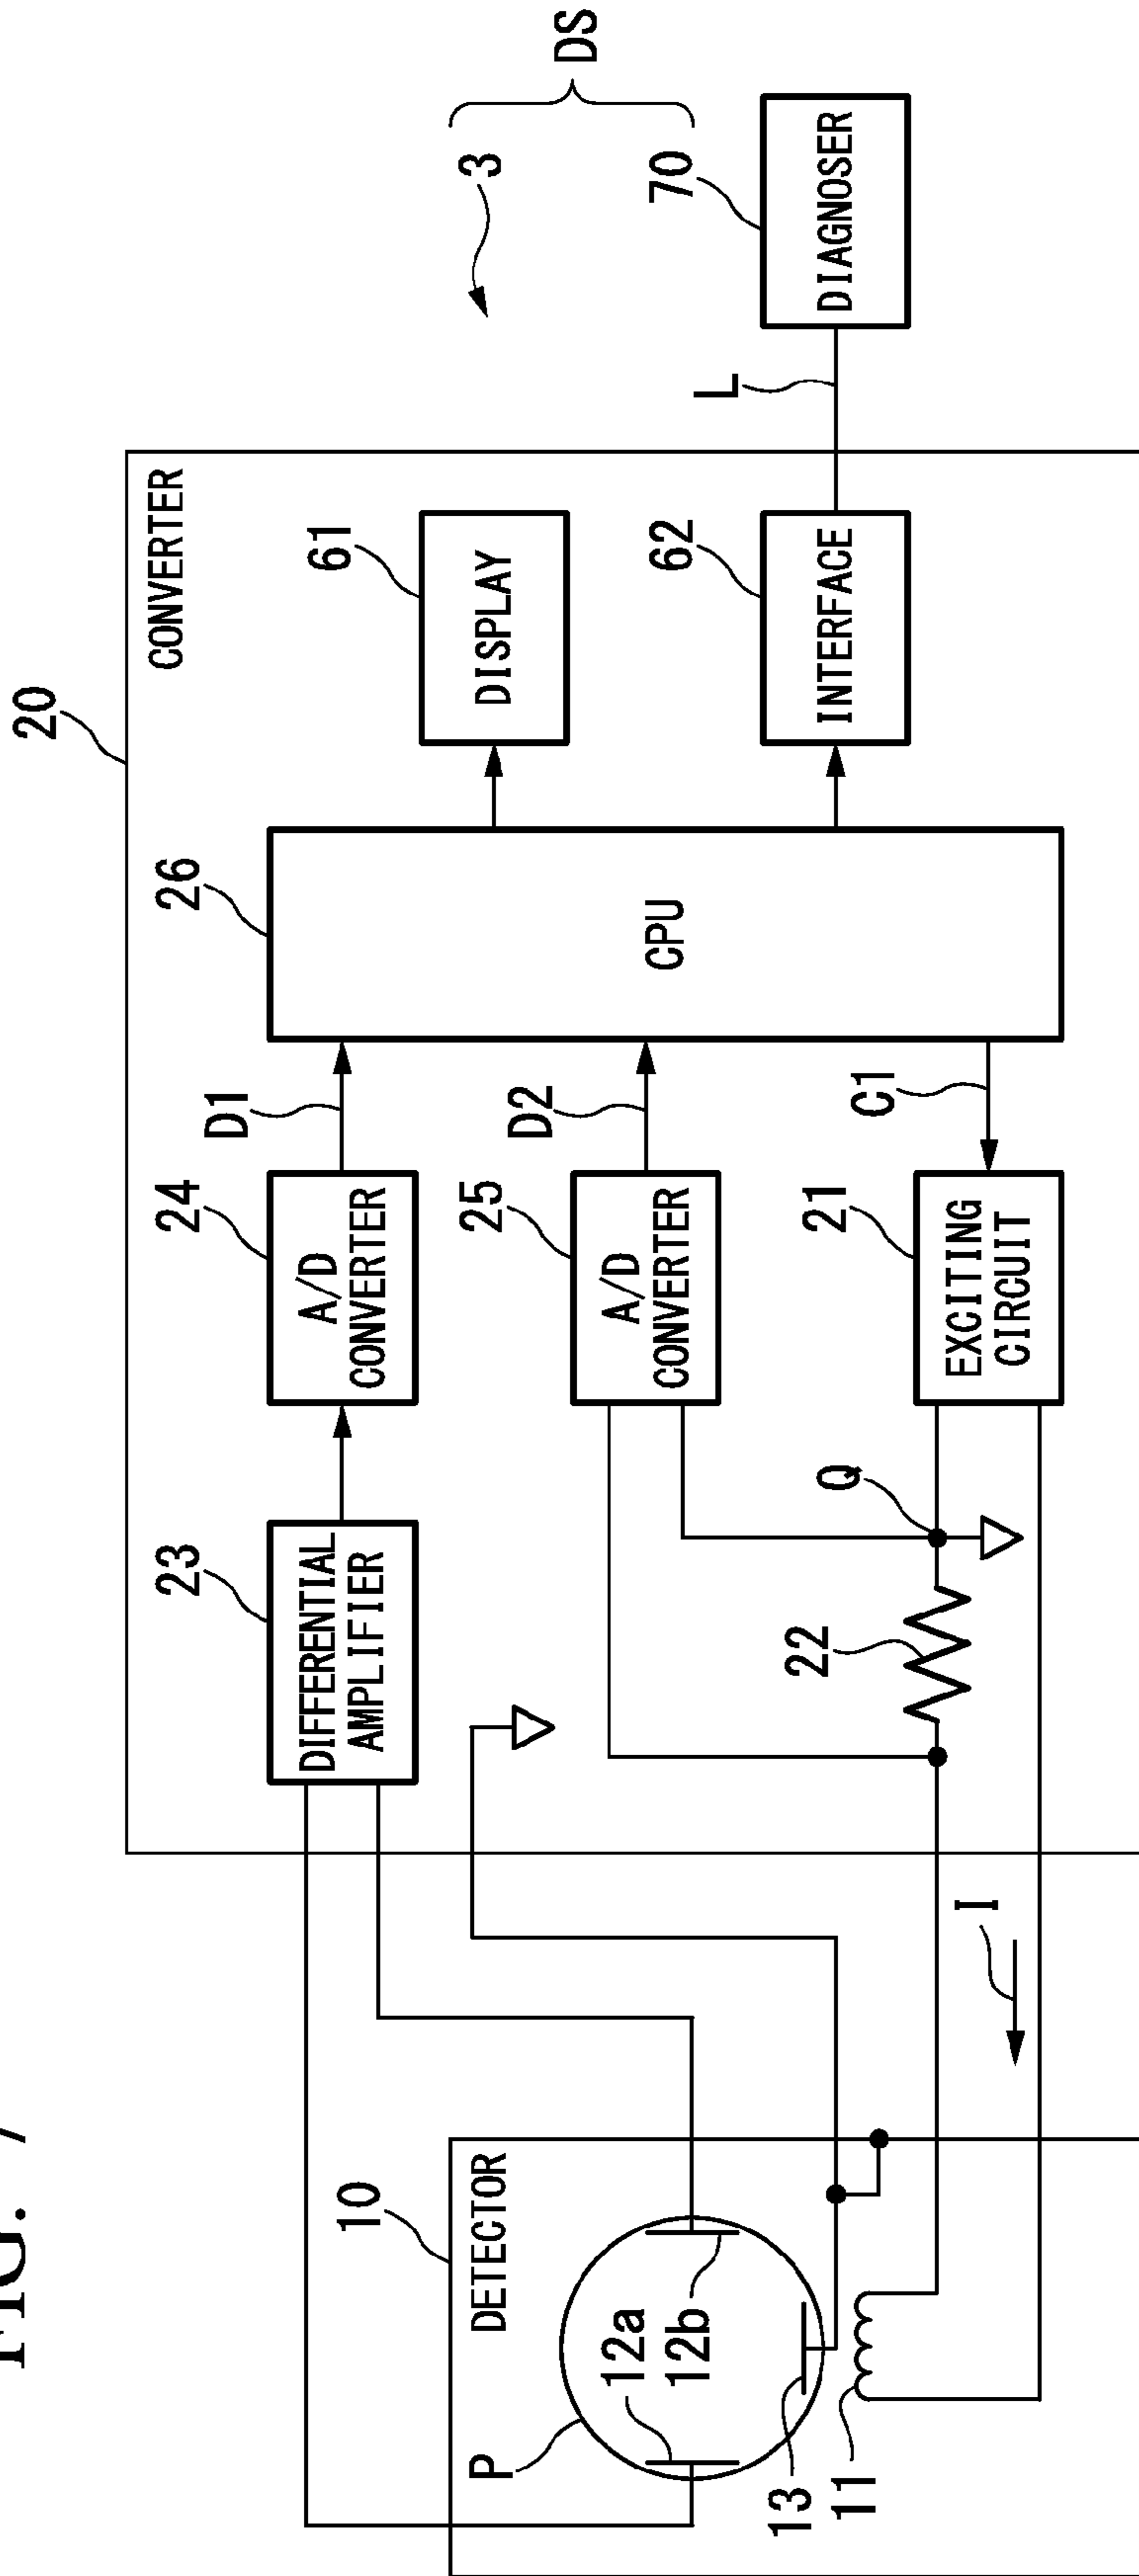 FIG. 7
20
CONVERTER
3
DS
70
DIAGNOSER
L
10
DETECTOR
P
12a
12b
13
11
I
23
DIFFERENTIAL
AMPLIFIER
24
A/D
CONVERTER
D1
25
A/D
CONVERTER
D2
22
Q
21
EXCITING
CIRCUIT
C1
26
CPU
61
DISPLAY
62
INTERFACE